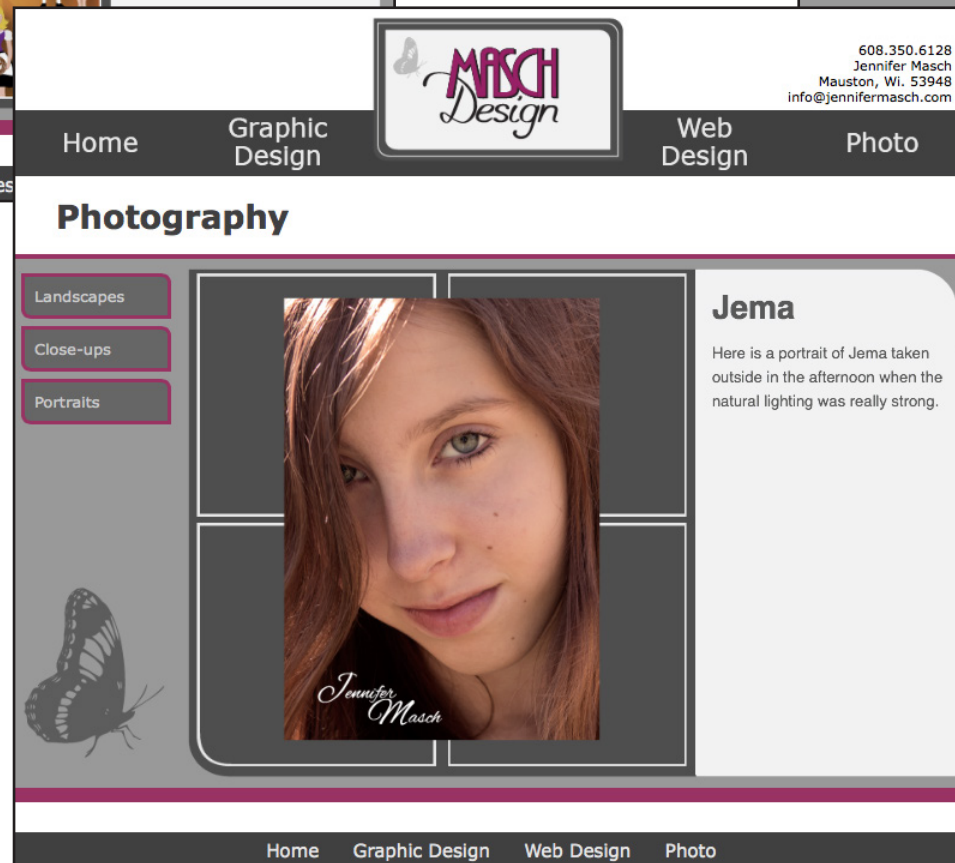 MASCH
Design
608.350.6128
Jennifer Masch
Mauston, Wi. 53948
info@jennifermasch.com
Home
Graphic
Design
Web
Design
Photo
es
Photography
Landscapes
Close-ups
Portraits
Jennifer
Masch
Jema
Here is a portrait of Jema taken
outside in the afternoon when the
natural lighting was really strong.
Home Graphic Design Web Design Photo